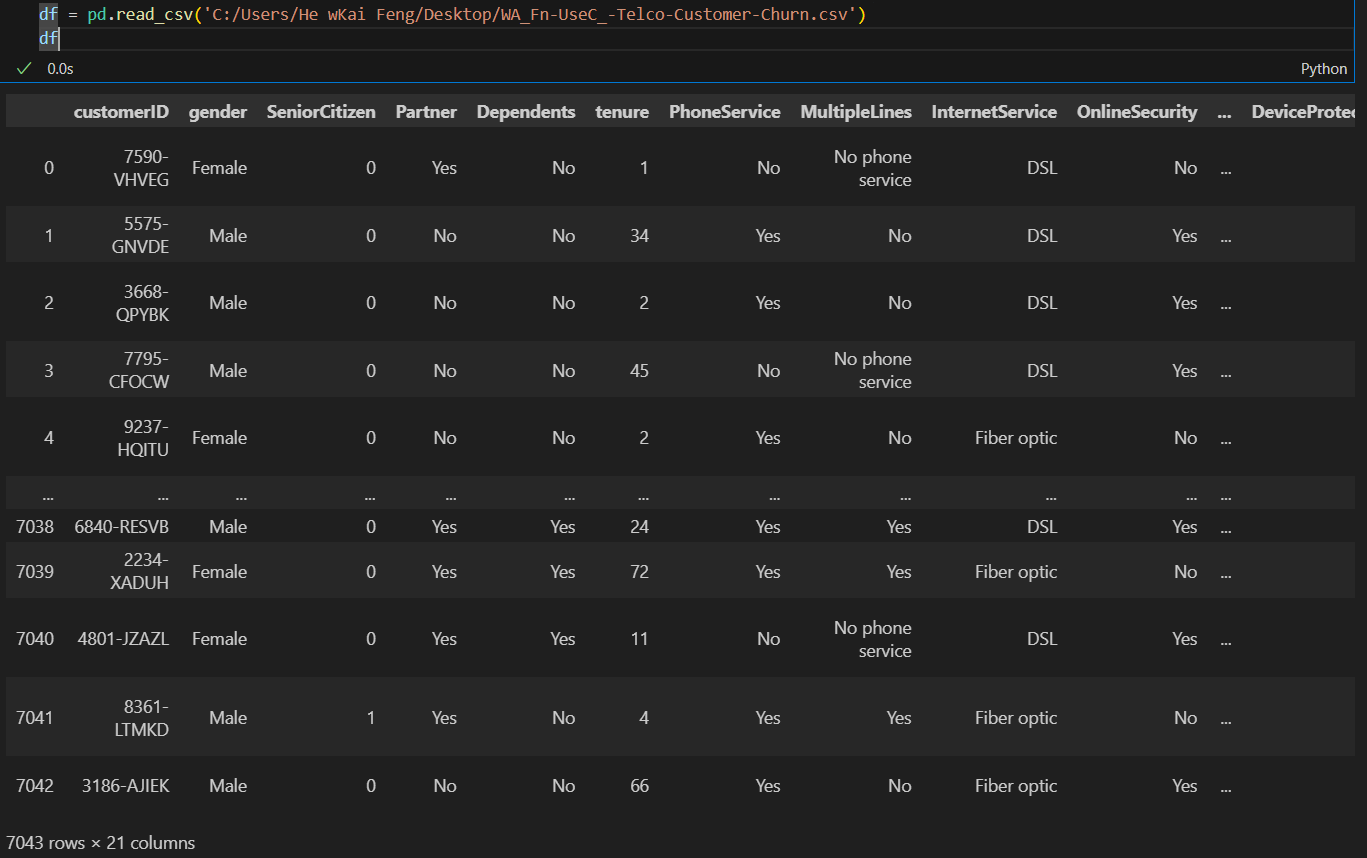 df = pd.read_csv('C:/Users/He wKai Feng/Desktop/WA_Fn-UseC_-Telco-Customer-Churn.csv')
df
0.0s Python
customerID gender SeniorCitizen Partner Dependents tenure PhoneService MultipleLines InternetService OnlineSecurity ... DeviceProtec
0 7590-VHVEG Female 0 Yes No 1 No No phone service DSL No ...
1 5575-GNVDE Male 0 No No 34 Yes No DSL Yes ...
2 3668-QPYBK Male 0 No No 2 Yes No DSL Yes ...
3 7795-CFOCW Male 0 No No 45 No No phone service DSL Yes ...
4 9237-HQITU Female 0 No No 2 Yes No Fiber optic No ...
... ... ... ... ... ... ... ... ... ... ... ...
7038 6840-RESVB Male 0 Yes Yes 24 Yes Yes DSL Yes ...
7039 2234-XADUH Female 0 Yes Yes 72 Yes Yes Fiber optic No ...
7040 4801-JZAZL Female 0 Yes Yes 11 No No phone service DSL Yes ...
7041 8361-LTMKD Male 1 Yes No 4 Yes Yes Fiber optic No ...
7042 3186-AJIEK Male 0 No No 66 Yes No Fiber optic Yes ...
7043 rows × 21 columns